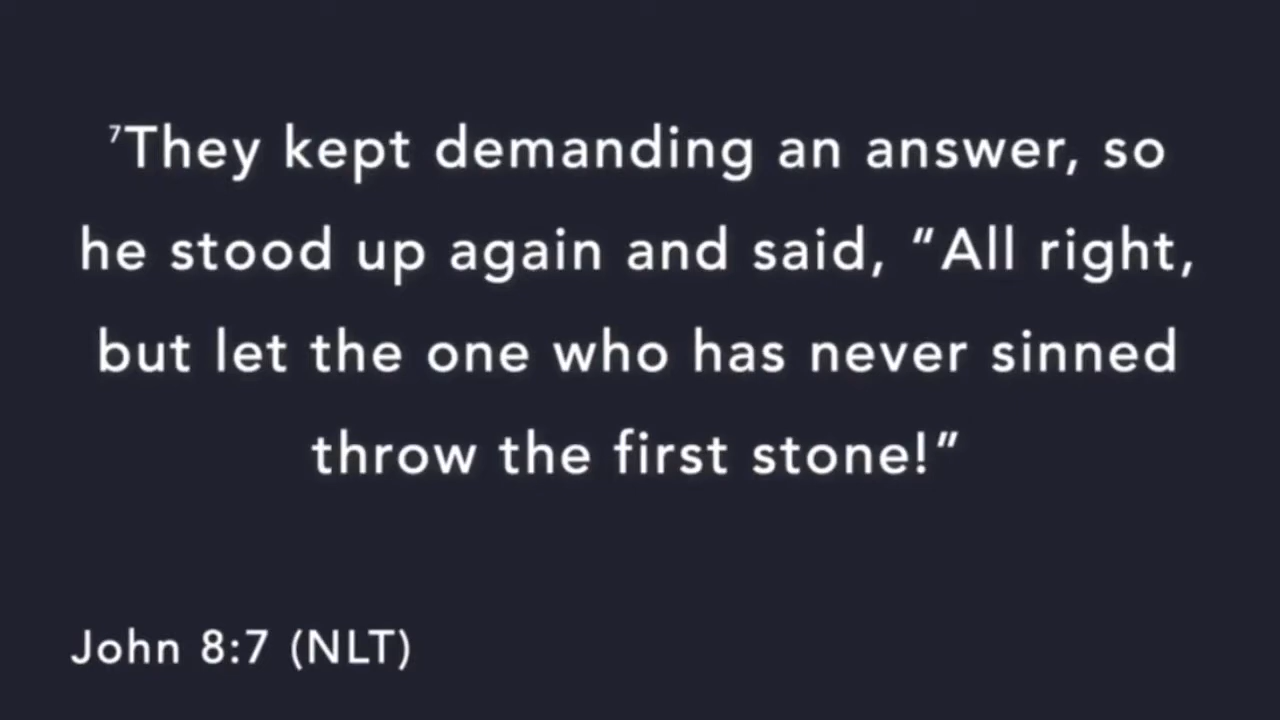 ⁷They kept demanding an answer, so
he stood up again and said, “All right,
but let the one who has never sinned
throw the first stone!”
John 8:7 (NLT)